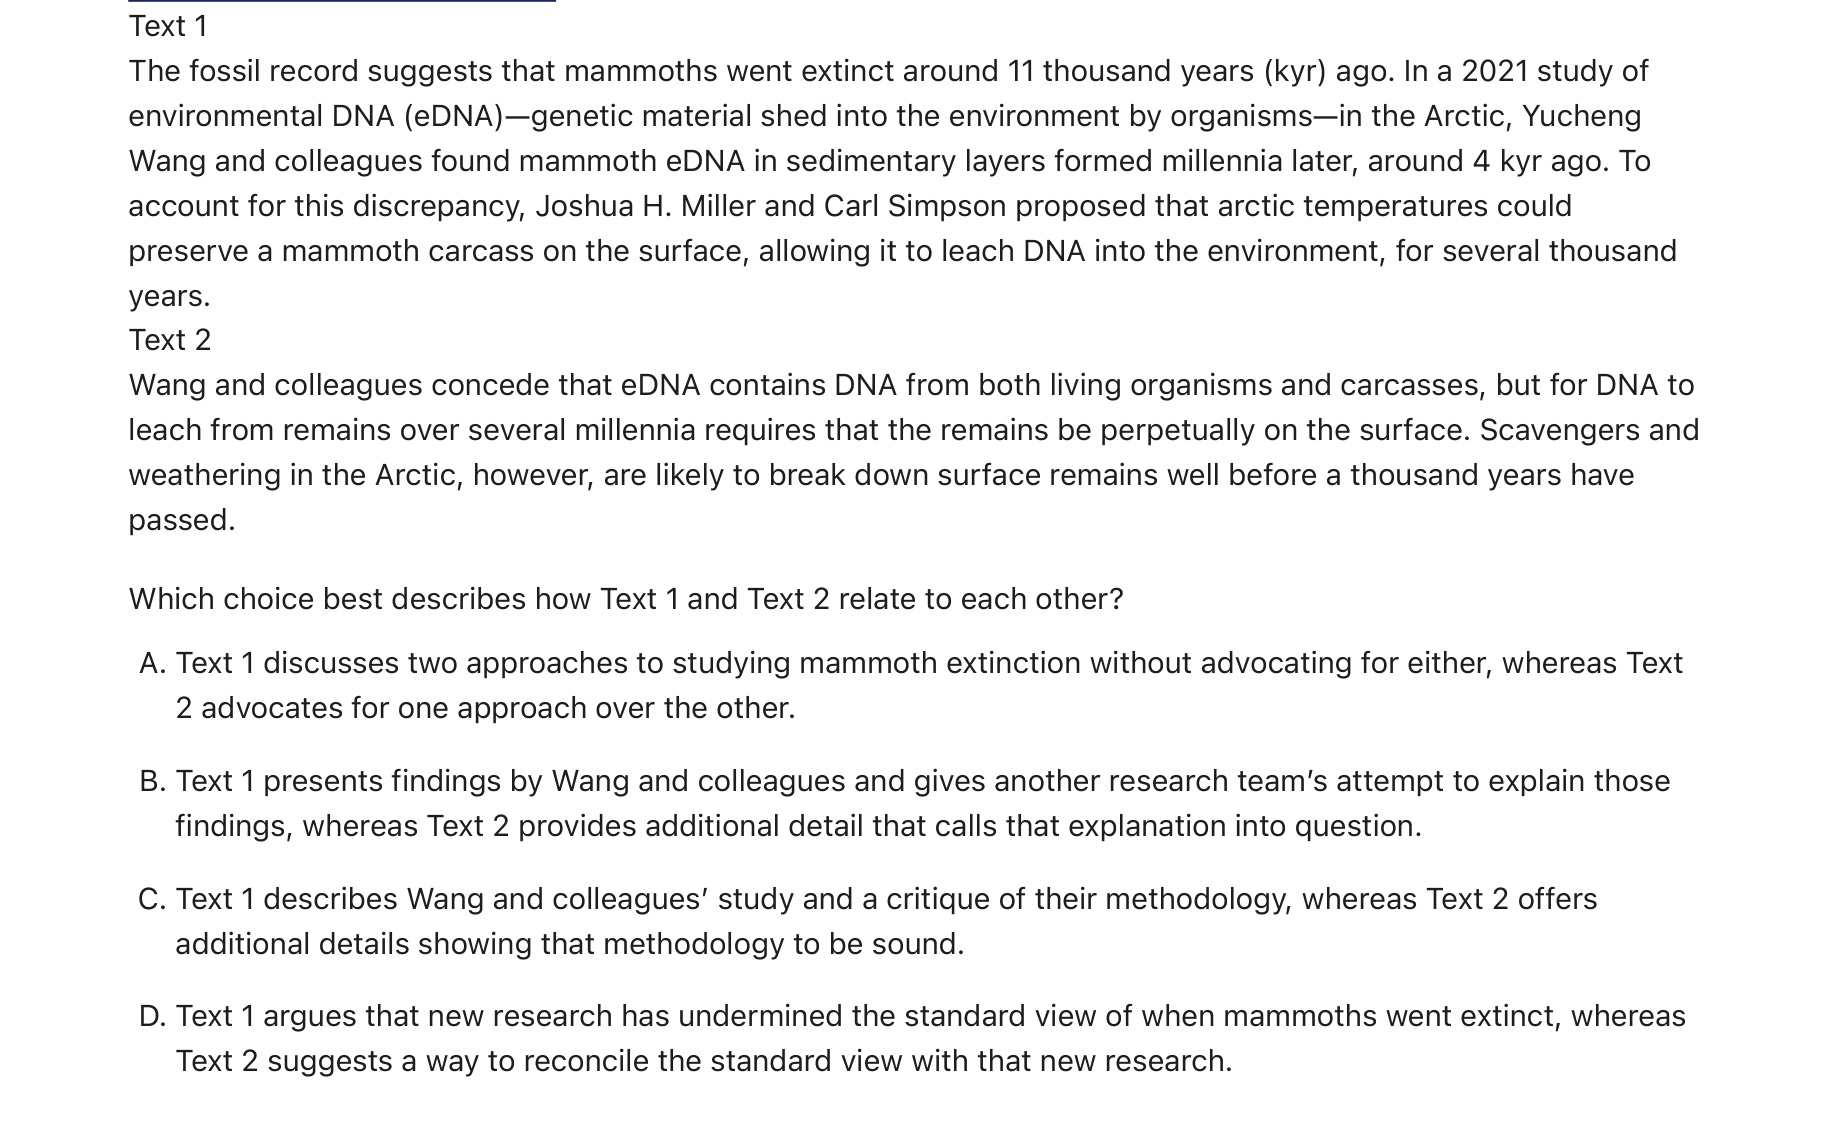 Text 1
The fossil record suggests that mammoths went extinct around 11 thousand years (kyr) ago. In a 2021 study of
environmental DNA (eDNA)—genetic material shed into the environment by organisms—in the Arctic, Yucheng
Wang and colleagues found mammoth eDNA in sedimentary layers formed millennia later, around 4 kyr ago. To
account for this discrepancy, Joshua H. Miller and Carl Simpson proposed that arctic temperatures could
preserve a mammoth carcass on the surface, allowing it to leach DNA into the environment, for several thousand
years.
Text 2
Wang and colleagues concede that eDNA contains DNA from both living organisms and carcasses, but for DNA to
leach from remains over several millennia requires that the remains be perpetually on the surface. Scavengers and
weathering in the Arctic, however, are likely to break down surface remains well before a thousand years have
passed.
Which choice best describes how Text 1 and Text 2 relate to each other?
A. Text 1 discusses two approaches to studying mammoth extinction without advocating for either, whereas Text
2 advocates for one approach over the other.
B. Text 1 presents findings by Wang and colleagues and gives another research team’s attempt to explain those
findings, whereas Text 2 provides additional detail that calls that explanation into question.
C. Text 1 describes Wang and colleagues’ study and a critique of their methodology, whereas Text 2 offers
additional details showing that methodology to be sound.
D. Text 1 argues that new research has undermined the standard view of when mammoths went extinct, whereas
Text 2 suggests a way to reconcile the standard view with that new research.